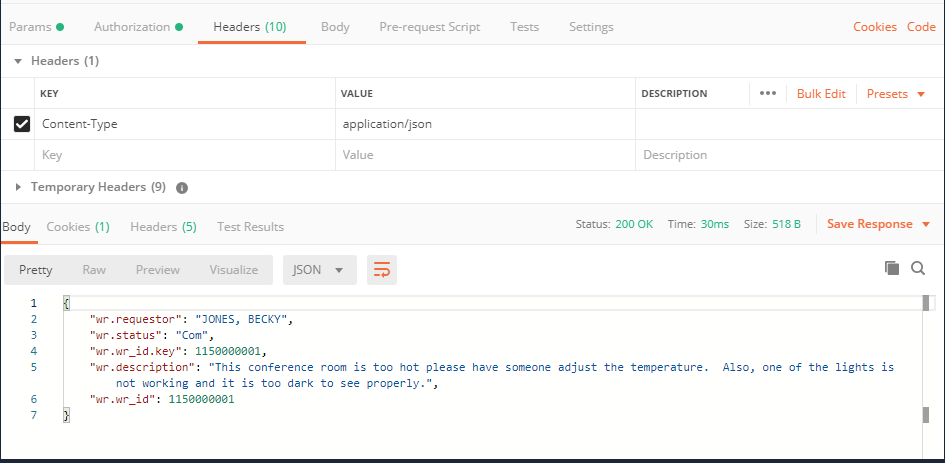 Params Authorization Headers (10) Body Pre-request Script Tests Settings Cookies Code
Headers (1)
KEY VALUE DESCRIPTION ••• Bulk Edit Presets
Content-Type application/json
Key Value Description
Temporary Headers (9) i
Body Cookies (1) Headers (5) Test Results Status: 200 OK Time: 30ms Size: 518 B Save Response
Pretty Raw Preview Visualize JSON
1 {
2 "wr.requestor": "JONES, BECKY",
3 "wr.status": "Com",
4 "wr.wr_id.key": 1150000001,
5 "wr.description": "This conference room is too hot please have someone adjust the temperature.  Also, one of the lights is
not working and it is too dark to see properly.",
6 "wr.wr_id": 1150000001
7 }